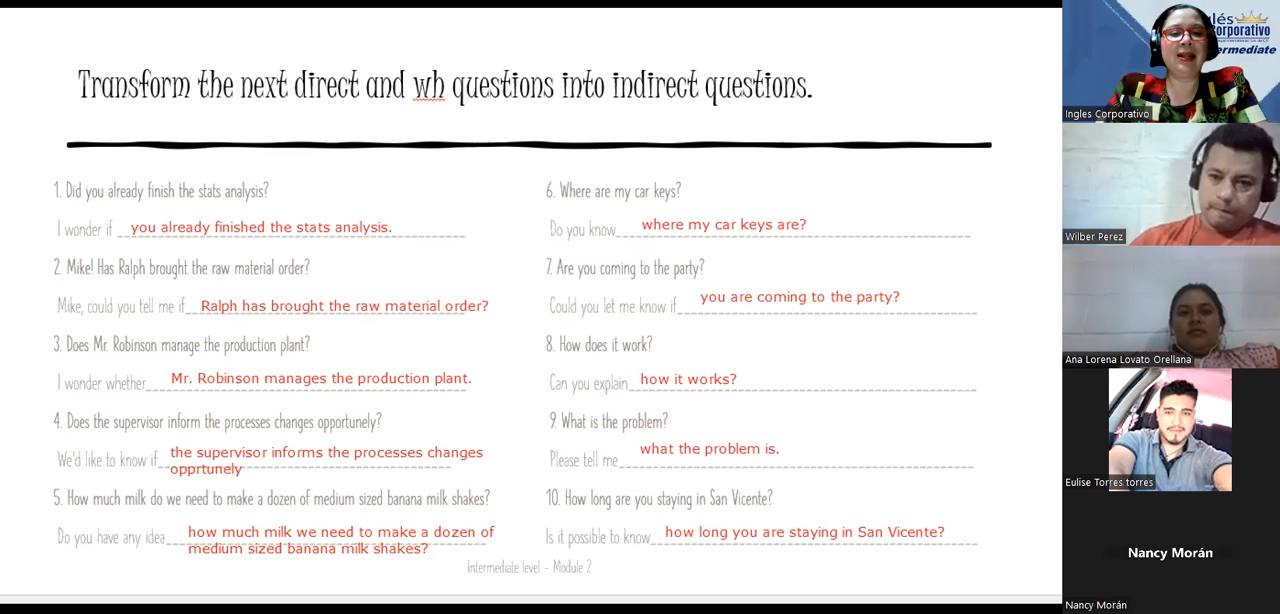 Transform the next direct and wh questions into indirect questions.
1. Did you already finish the stats analysis?
I wonder if you already finished the stats analysis.
2. Mike! Has Ralph brought the raw material order?
Mike, could you tell me if Ralph has brought the raw material order?
3. Does Mr. Robinson manage the production plant?
I wonder whether Mr. Robinson manages the production plant.
4. Does the supervisor inform the processes changes opportunely?
We'd like to know if the supervisor informs the processes changes
opprtunely
5. How much milk do we need to make a dozen of medium sized banana milk shakes?
Do you have any idea how much milk we need to make a dozen of
medium sized banana milk shakes?
6. Where are my car keys?
Do you know where my car keys are?
7. Are you coming to the party?
Could you let me know if you are coming to the party?
8. How does it work?
Can you explain how it works?
9. What is the problem?
Please tell me what the problem is.
10. How long are you staying in San Vicente?
Is it possible to know how long you are staying in San Vicente?
Intermediate level - Module 2
lés
orporativo
ermediate
Ingles Corporativo
Wilber Perez
Ana Lorena Lovato Orellana
Eulise Torres torres
Nancy Morán
Nancy Morán